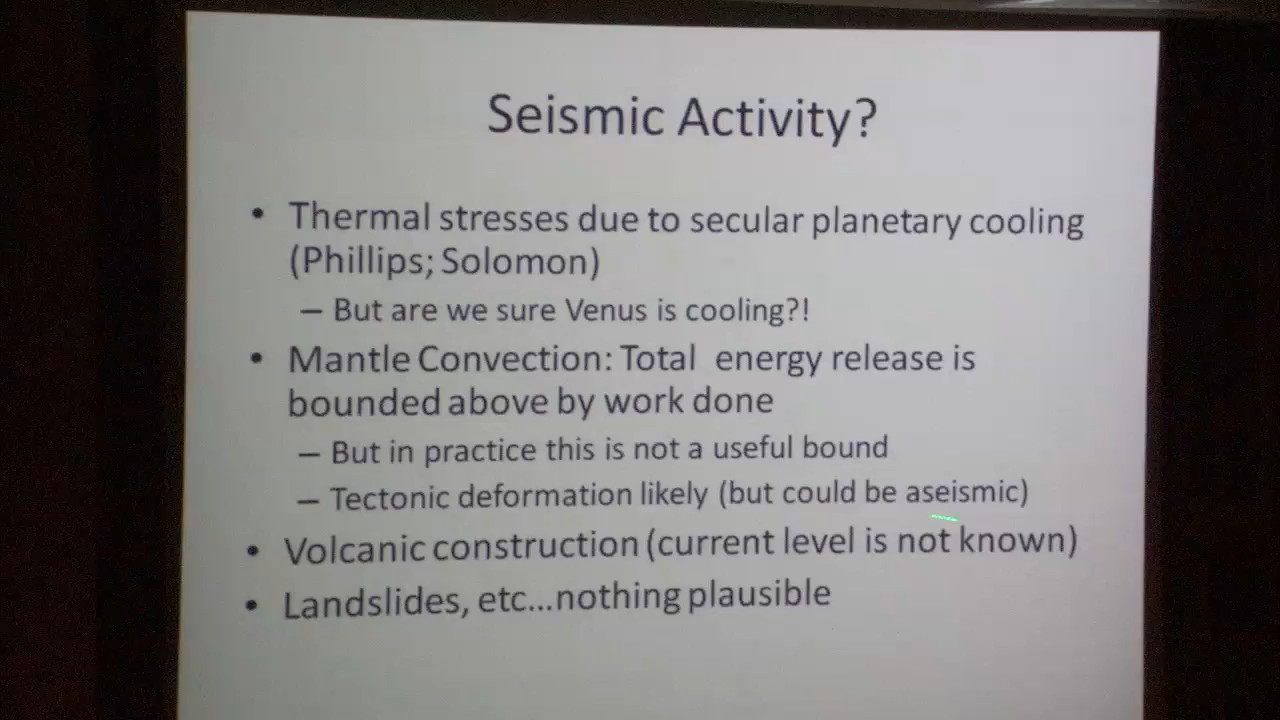 Seismic Activity?
• Thermal stresses due to secular planetary cooling
(Phillips; Solomon)
– But are we sure Venus is cooling?!
• Mantle Convection: Total energy release is
bounded above by work done
– But in practice this is not a useful bound
– Tectonic deformation likely (but could be aseismic)
• Volcanic construction (current level is not known)
• Landslides, etc...nothing plausible